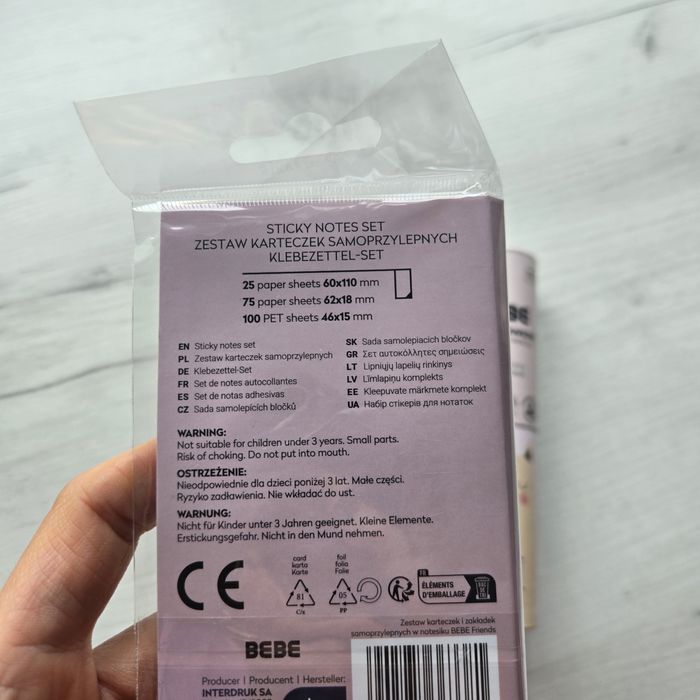 STICKY NOTES SET
ZESTAW KARTECZEK SAMOPRZYLEPNYCH
KLEBEZETTEL-SET
25 paper sheets 60x110 mm
75 paper sheets 62x18 mm
100 PET sheets 46x15 mm
EN Sticky notes set
PL Zestaw karteczek samoprzylepnych
DE Klebezettel-Set
FR Set de notes autocollantes
ES Set de notas adhesivas
CZ Sada samolepících bločků
SK Sada samolepiacich bločkov
GR Σετ αυτοκόλλητες σημειώσεις
LT Lipniųjų lapelių rinkinys
LV Līmlapiņu komplekts
EE Kleepuvate märkmete komplekt
UA Набір стікерів для нотаток
WARNING:
Not suitable for children under 3 years. Small parts.
Risk of choking. Do not put into mouth.
OSTRZEŻENIE:
Nieodpowiednie dla dzieci poniżej 3 lat. Małe części.
Ryzyko zadławienia. Nie wkładać do ust.
WARNUNG:
Nicht für Kinder unter 3 Jahren geeignet. Kleine Elemente.
Erstickungsgefahr. Nicht in den Mund nehmen.
CE
card
karta
Karte
81
C/x
foil
folia
Folie
05
PP
FR
ÉLÉMENTS
D'EMBALLAGE
Zestaw karteczek i zakładek
samoprzylepnych w notesiku BEBE Friends
BEBE
Producer | Producent | Hersteller:
INTERDRUK SA
BE